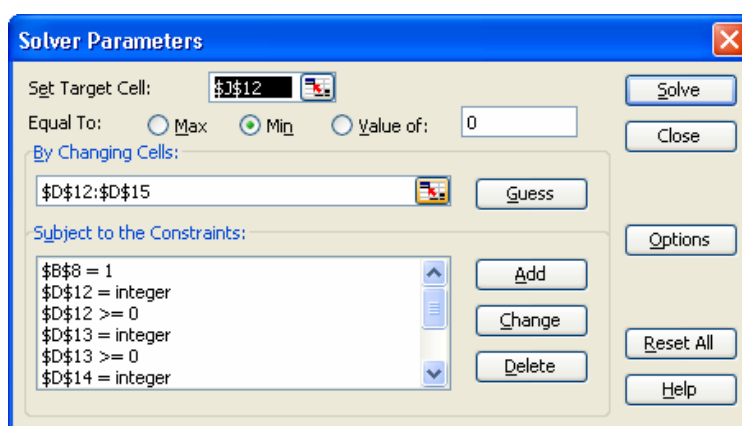 Solver Parameters
Set Target Cell: $J$12 Solve
Equal To: Max Min Value of: 0 Close
By Changing Cells:
$D$12:$D$15 Guess
Subject to the Constraints: Options
$B$8 = 1 Add
$D$12 = integer
$D$12 >= 0 Change
$D$13 = integer Reset All
$D$13 >= 0 Delete
$D$14 = integer Help